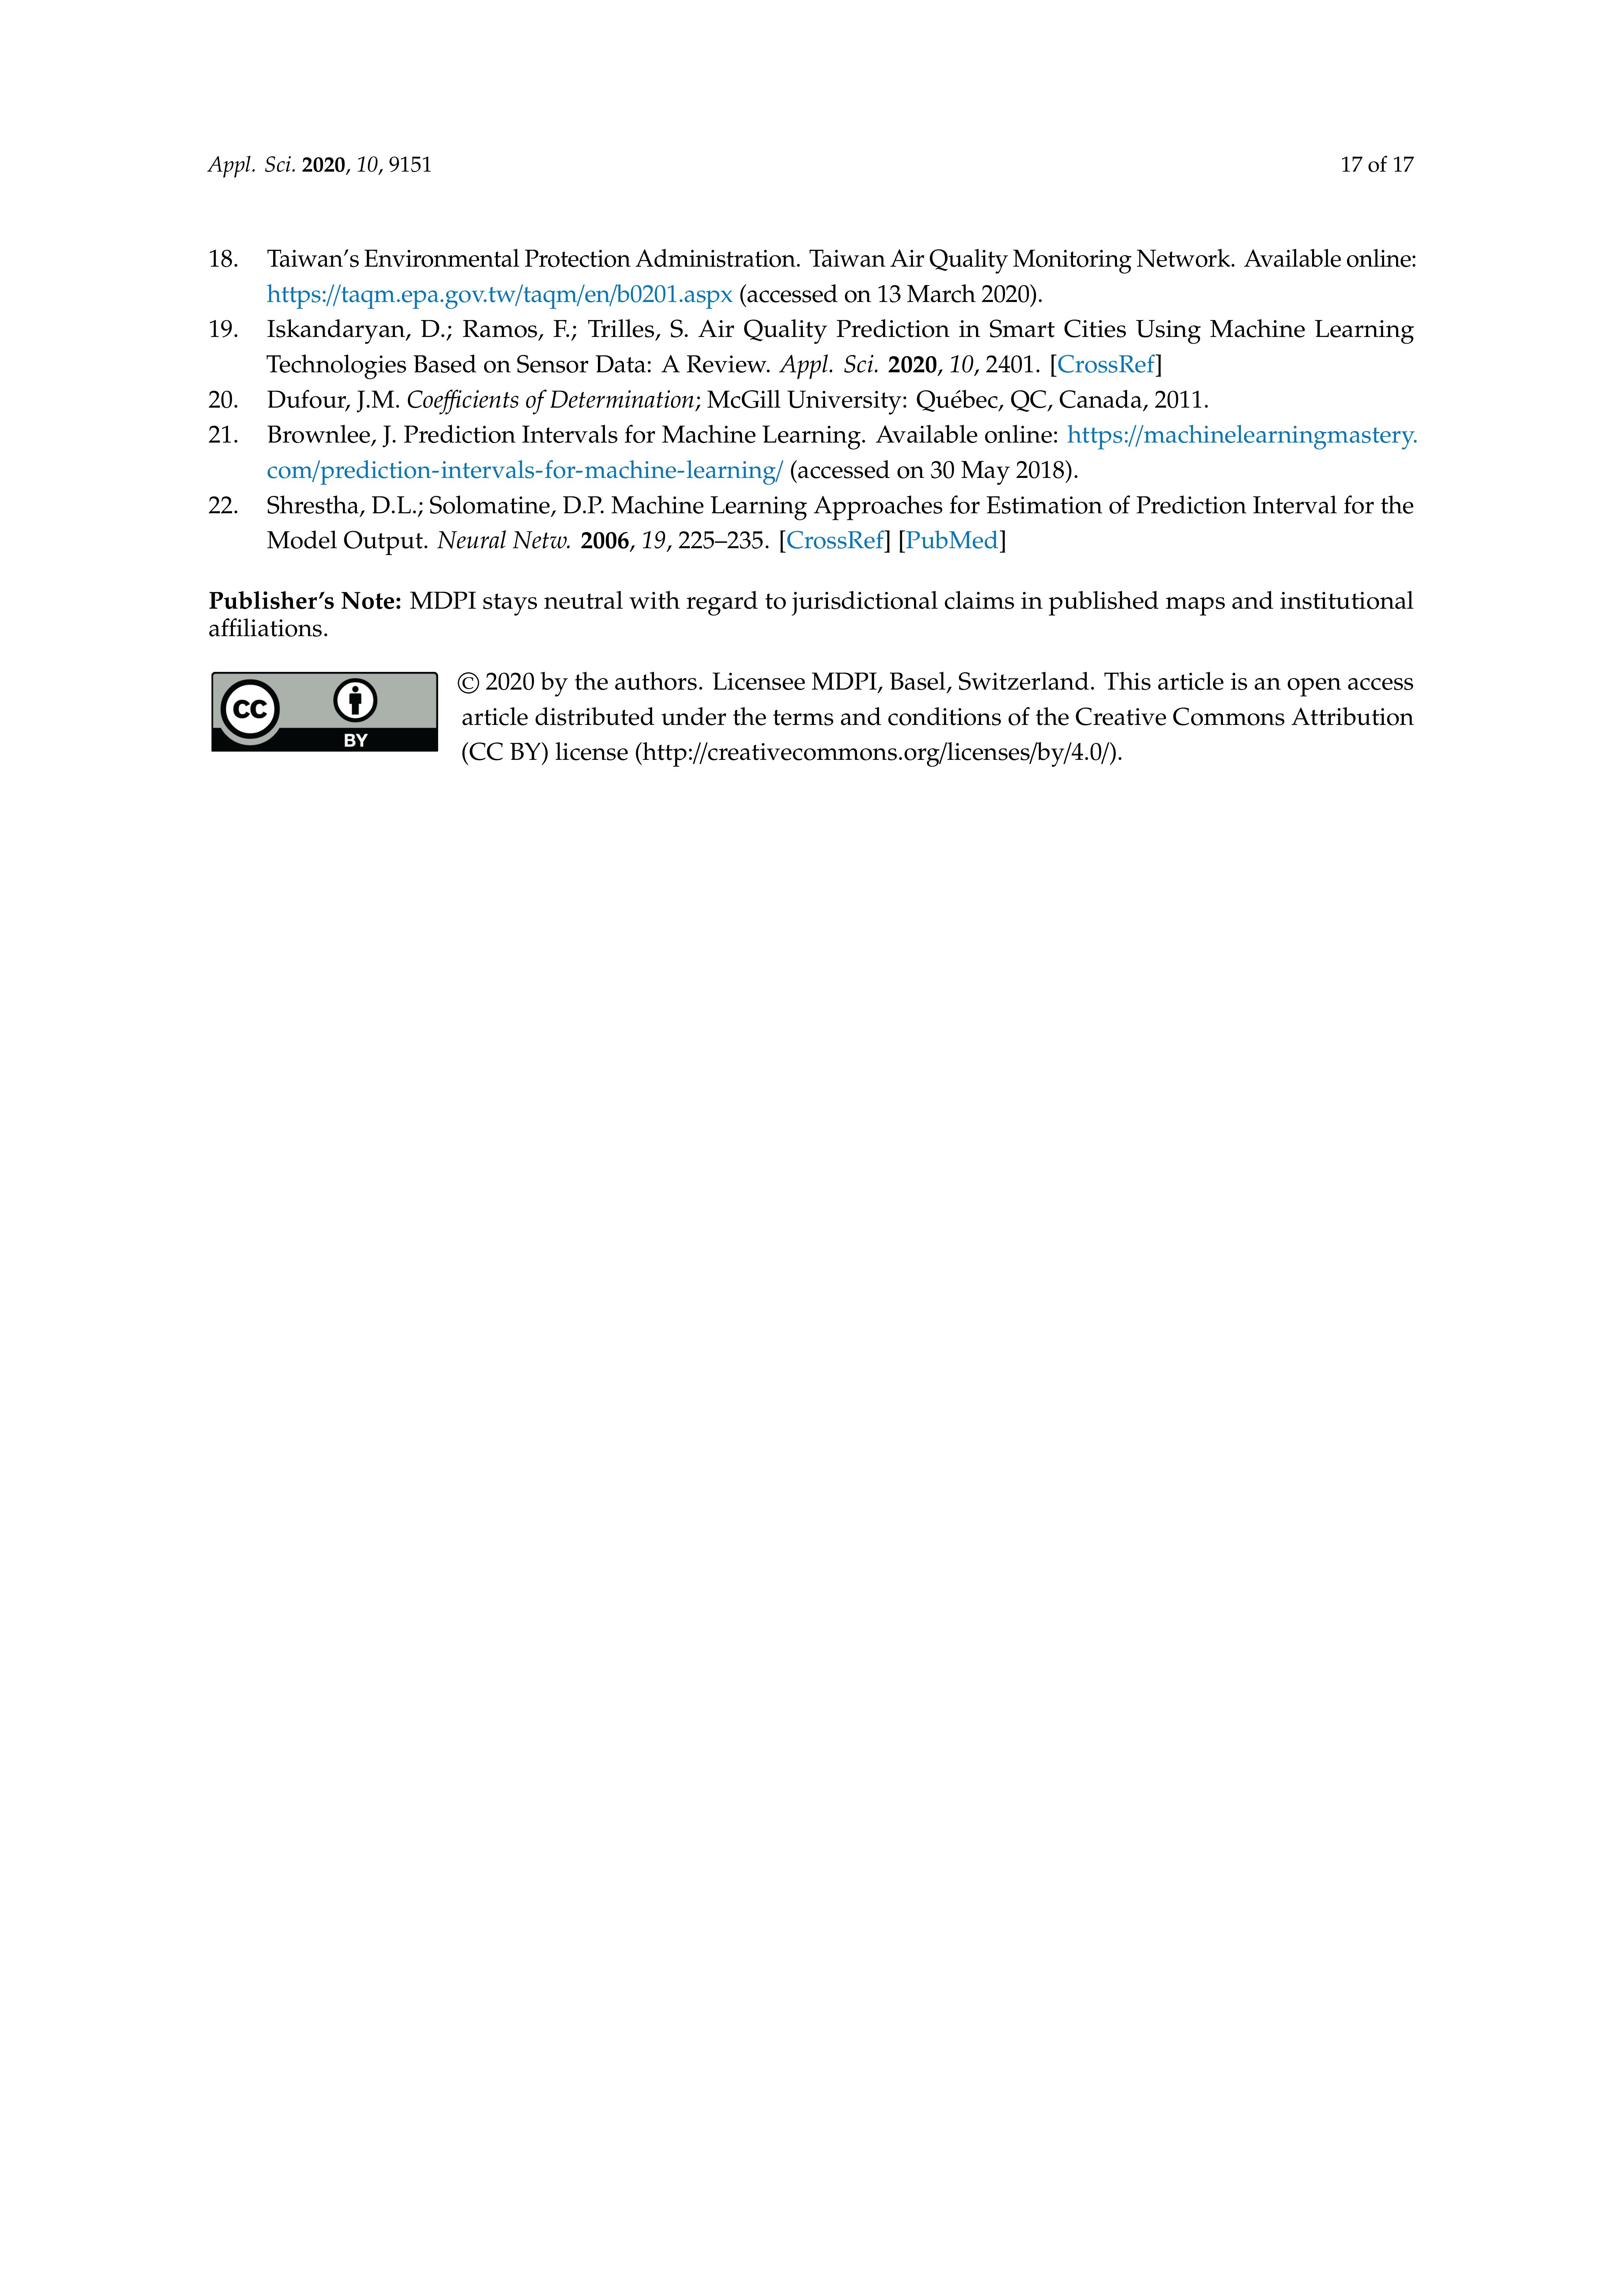 Appl. Sci. 2020, 10, 9151 17 of 17
18. Taiwan’s Environmental Protection Administration. Taiwan Air Quality Monitoring Network. Available online:
https://taqm.epa.gov.tw/taqm/en/b0201.aspx (accessed on 13 March 2020).
19. Iskandaryan, D.; Ramos, F.; Trilles, S. Air Quality Prediction in Smart Cities Using Machine Learning
Technologies Based on Sensor Data: A Review. Appl. Sci. 2020, 10, 2401. [CrossRef]
20. Dufour, J.M. Coefficients of Determination; McGill University: Québec, QC, Canada, 2011.
21. Brownlee, J. Prediction Intervals for Machine Learning. Available online: https://machinelearningmastery.
com/prediction-intervals-for-machine-learning/ (accessed on 30 May 2018).
22. Shrestha, D.L.; Solomatine, D.P. Machine Learning Approaches for Estimation of Prediction Interval for the
Model Output. Neural Netw. 2006, 19, 225–235. [CrossRef] [PubMed]
Publisher’s Note: MDPI stays neutral with regard to jurisdictional claims in published maps and institutional
affiliations.
CC BY
© 2020 by the authors. Licensee MDPI, Basel, Switzerland. This article is an open access
article distributed under the terms and conditions of the Creative Commons Attribution
(CC BY) license (http://creativecommons.org/licenses/by/4.0/).